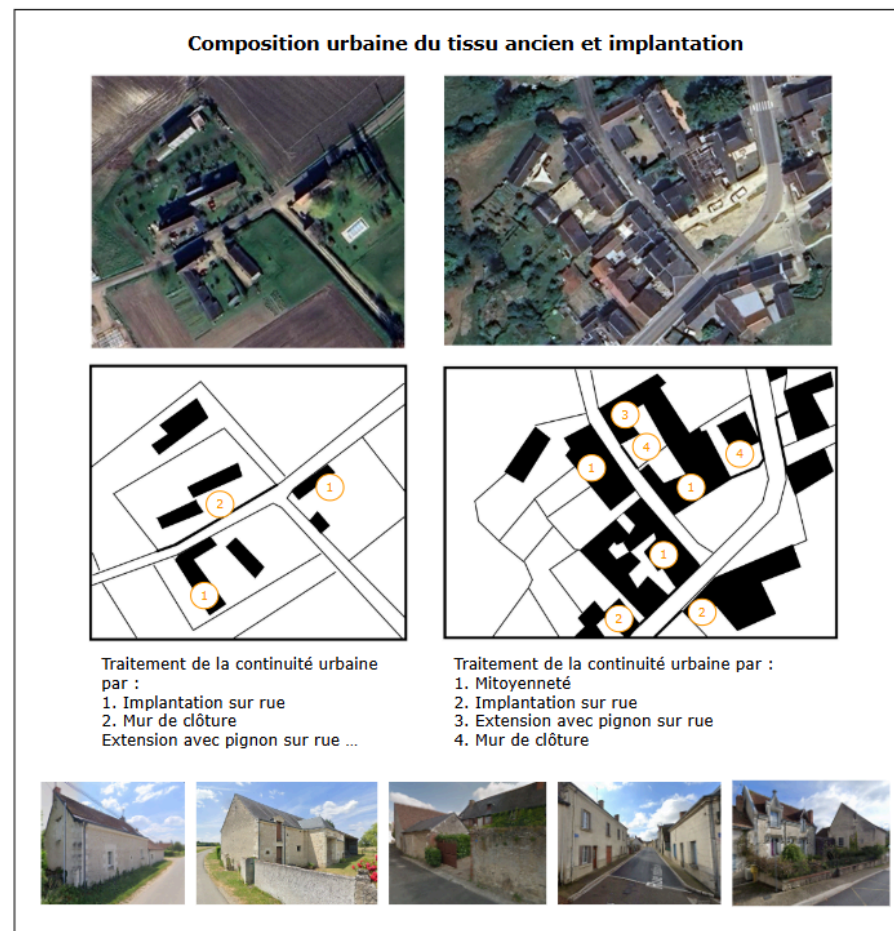 Composition urbaine du tissu ancien et implantation
1
2
1
3
4
4
1
1
1
2
2
Traitement de la continuité urbaine
par :
1. Implantation sur rue
2. Mur de clôture
Extension avec pignon sur rue ...
Traitement de la continuité urbaine par :
1. Mitoyenneté
2. Implantation sur rue
3. Extension avec pignon sur rue
4. Mur de clôture